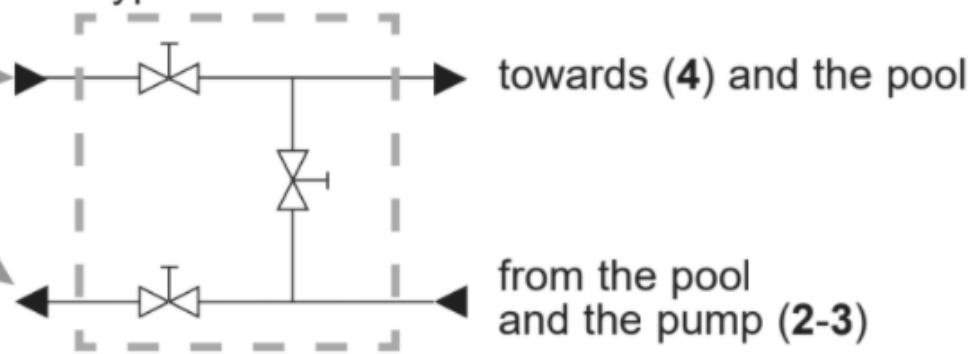 towards (4) and the pool
from the pool
and the pump (2-3)